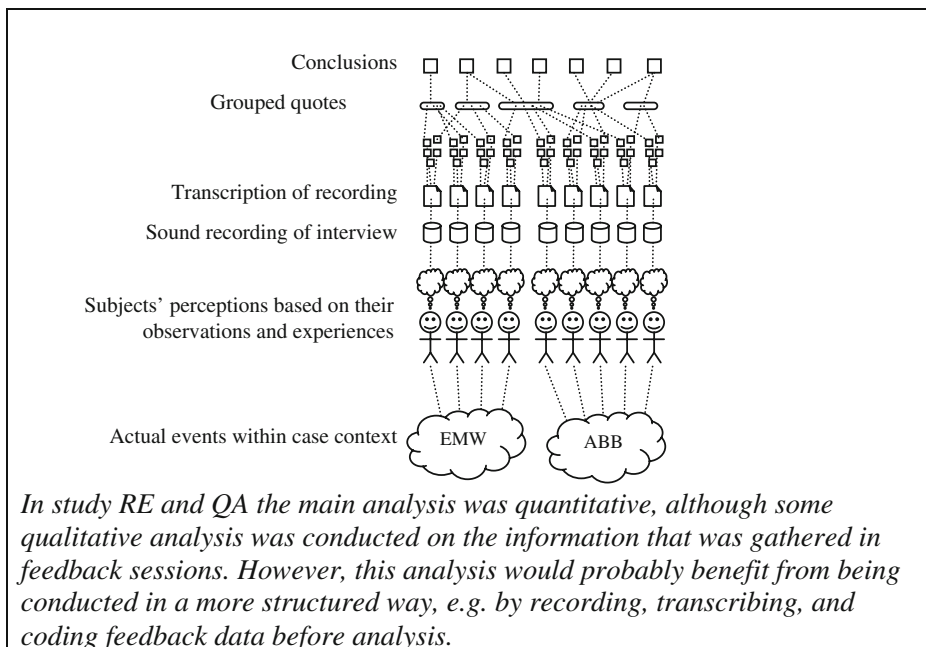 Conclusions
Grouped quotes
Transcription of recording
Sound recording of interview
Subjects’ perceptions based on their
observations and experiences
Actual events within case context
EMW
ABB
In study RE and QA the main analysis was quantitative, although some
qualitative analysis was conducted on the information that was gathered in
feedback sessions. However, this analysis would probably benefit from being
conducted in a more structured way, e.g. by recording, transcribing, and
coding feedback data before analysis.